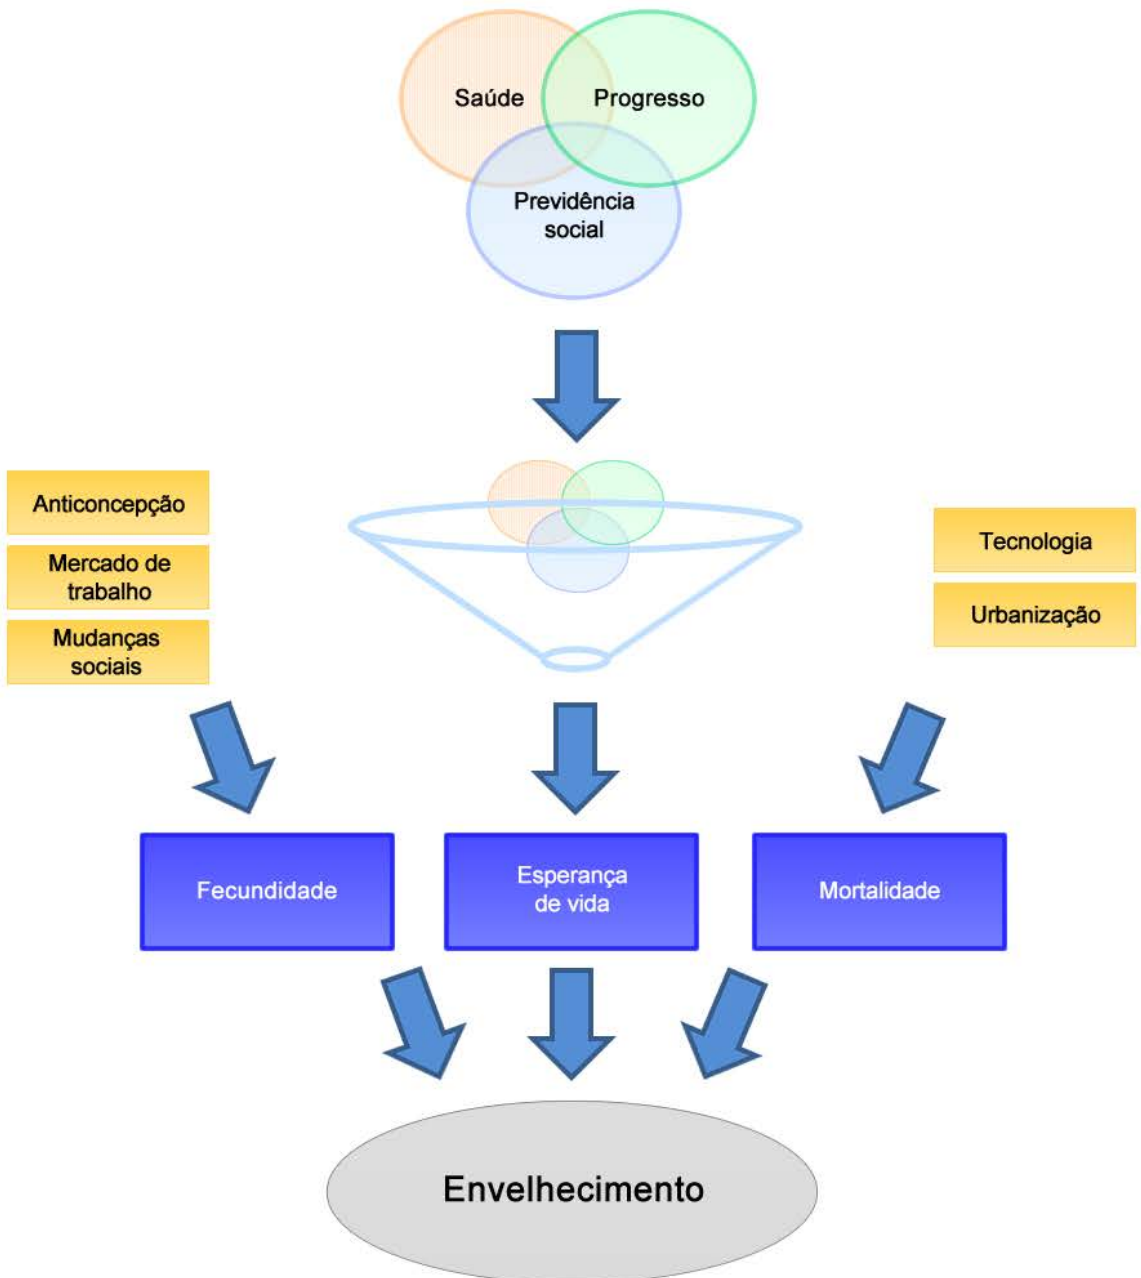 Saúde
Progresso
Previdência
social
Anticoncepção
Mercado de
trabalho
Mudanças
sociais
Tecnologia
Urbanização
Fecundidade
Esperança
de vida
Mortalidade
Envelhecimento